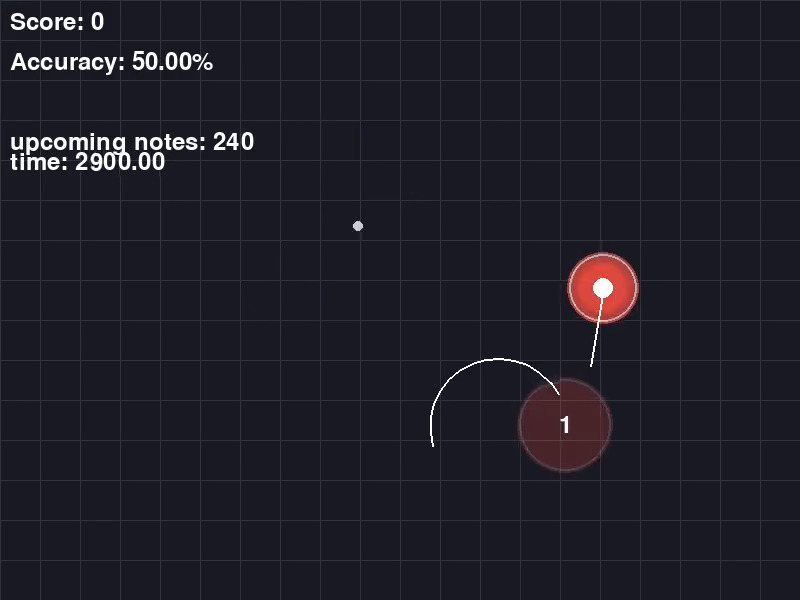 Score: 0
Accuracy: 50.00%
upcoming notes: 240
time: 2900.00
1